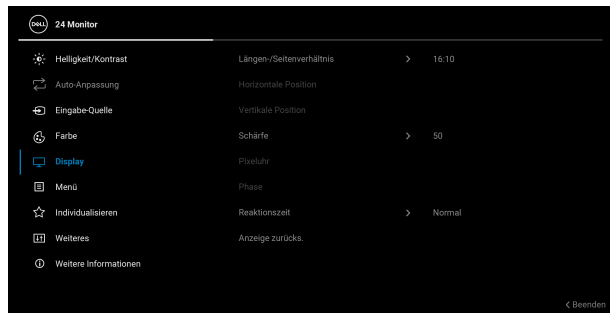 DELL 24 Monitor
Helligkeit/Kontrast Längen-/Seitenverhältnis > 16:10
Auto-Anpassung Horizontale Position
Eingabe-Quelle Vertikale Position
Farbe Schärfe > 50
Display Pixeluhr
Menü Phase
Individualisieren Reaktionszeit > Normal
Weiteres Anzeige zurücks.
Weitere Informationen
< Beenden